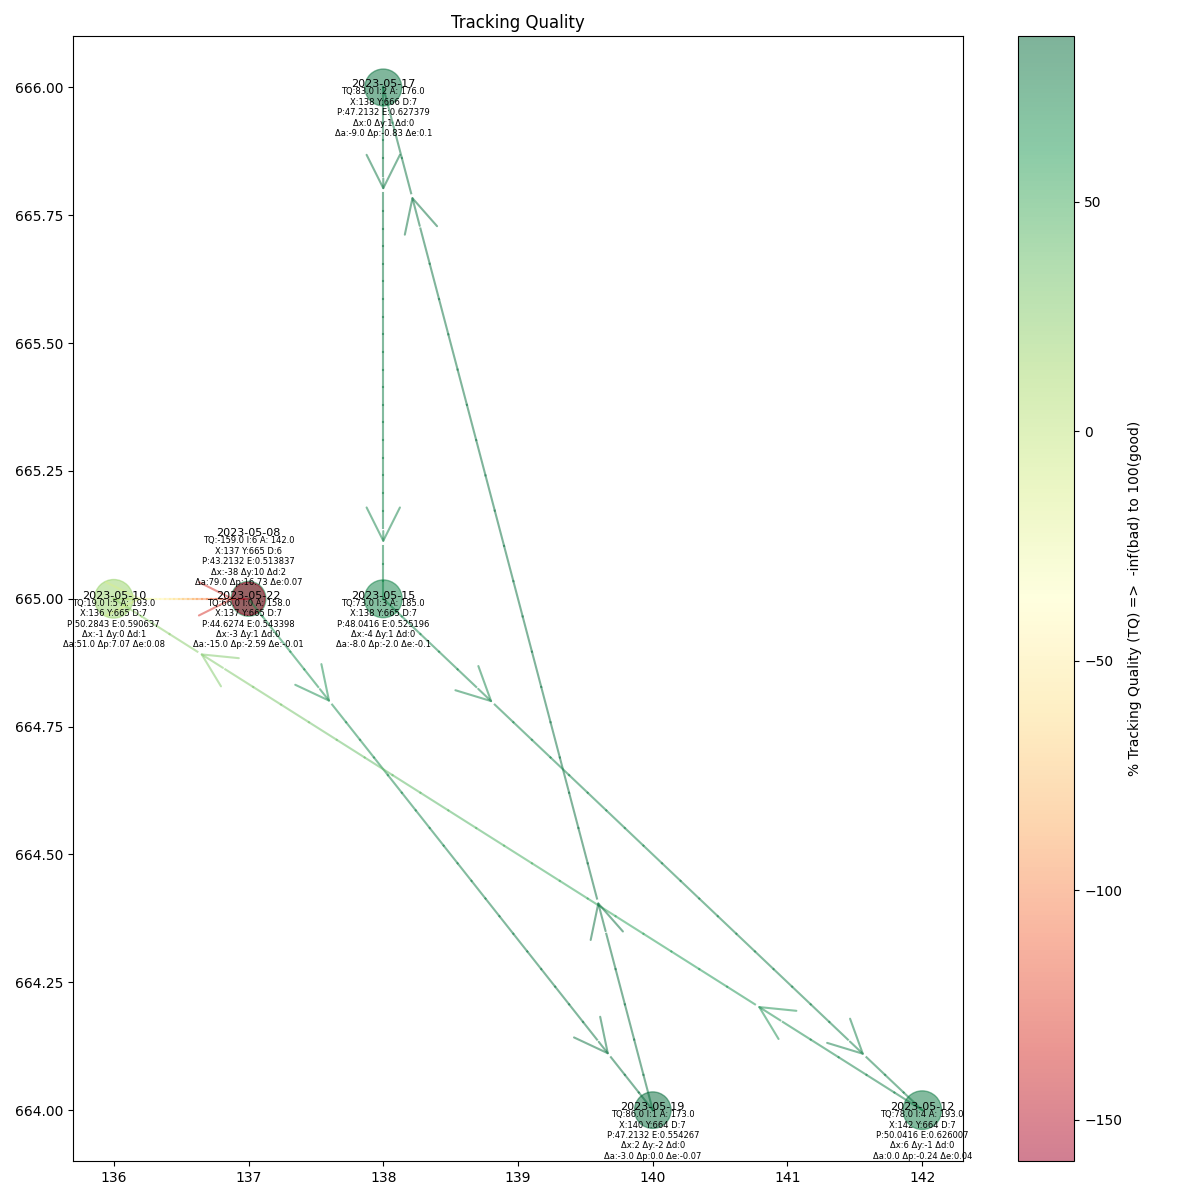 Tracking Quality
666.00
665.75
665.50
665.25
665.00
664.75
664.50
664.25
664.00
136
137
138
139
140
141
142
2023-05-17
TQ:83.0 I:2 A: 176.0
X:138 Y:666 D:7
P:47.2132 E:0.627379
Δx:0 Δy:1 Δd:0
Δa:-9.0 Δp:-0.83 Δe:0.1
2023-05-08
TQ:-159.0 I:6 A: 142.0
X:137 Y:665 D:6
P:43.2132 E:0.513837
Δx:-38 Δy:10 Δd:2
Δa:79.0 Δp:16.73 Δe:0.07
2023-05-10
TQ:19.0 I:5 A: 193.0
X:136 Y:665 D:7
P:50.2843 E:0.590637
Δx:-1 Δy:0 Δd:1
Δa:51.0 Δp:7.07 Δe:0.08
2023-05-22
TQ:66.0 I:0 A: 158.0
X:137 Y:665 D:7
P:44.6274 E:0.543398
Δx:-3 Δy:1 Δd:0
Δa:-15.0 Δp:-2.59 Δe:-0.01
2023-05-15
TQ:73.0 I:3 A: 185.0
X:138 Y:665 D:7
P:48.0416 E:0.525196
Δx:-4 Δy:1 Δd:0
Δa:-8.0 Δp:-2.0 Δe:-0.1
2023-05-19
TQ:86.0 I:1 A: 173.0
X:140 Y:664 D:7
P:47.2132 E:0.554267
Δx:2 Δy:-2 Δd:0
Δa:-3.0 Δp:0.0 Δe:-0.07
2023-05-12
TQ:78.0 I:4 A: 193.0
X:142 Y:664 D:7
P:50.0416 E:0.626007
Δx:6 Δy:-1 Δd:0
Δa:0.0 Δp:-0.24 Δe:0.04
50
0
−50
−100
−150
% Tracking Quality (TQ) => -inf(bad) to 100(good)